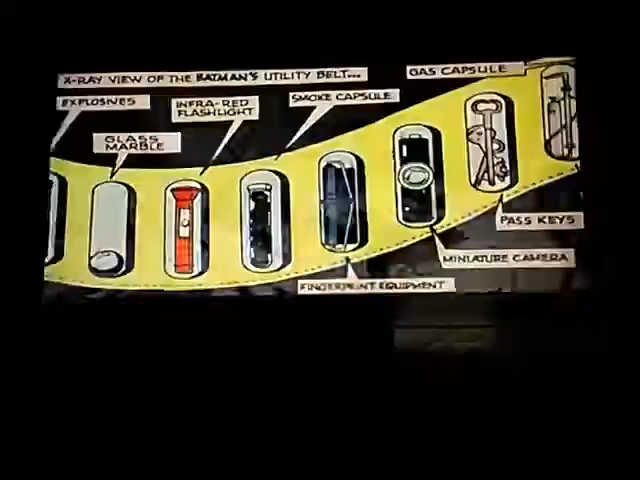 X-RAY VIEW OF THE BATMAN'S UTILITY BELT...
GAS CAPSULE
EXPLOSIVES
INFRA-RED
FLASHLIGHT
SMOKE CAPSULE
GLASS
MARBLE
PASS KEYS
MINIATURE CAMERA
FINGERPRINT EQUIPMENT